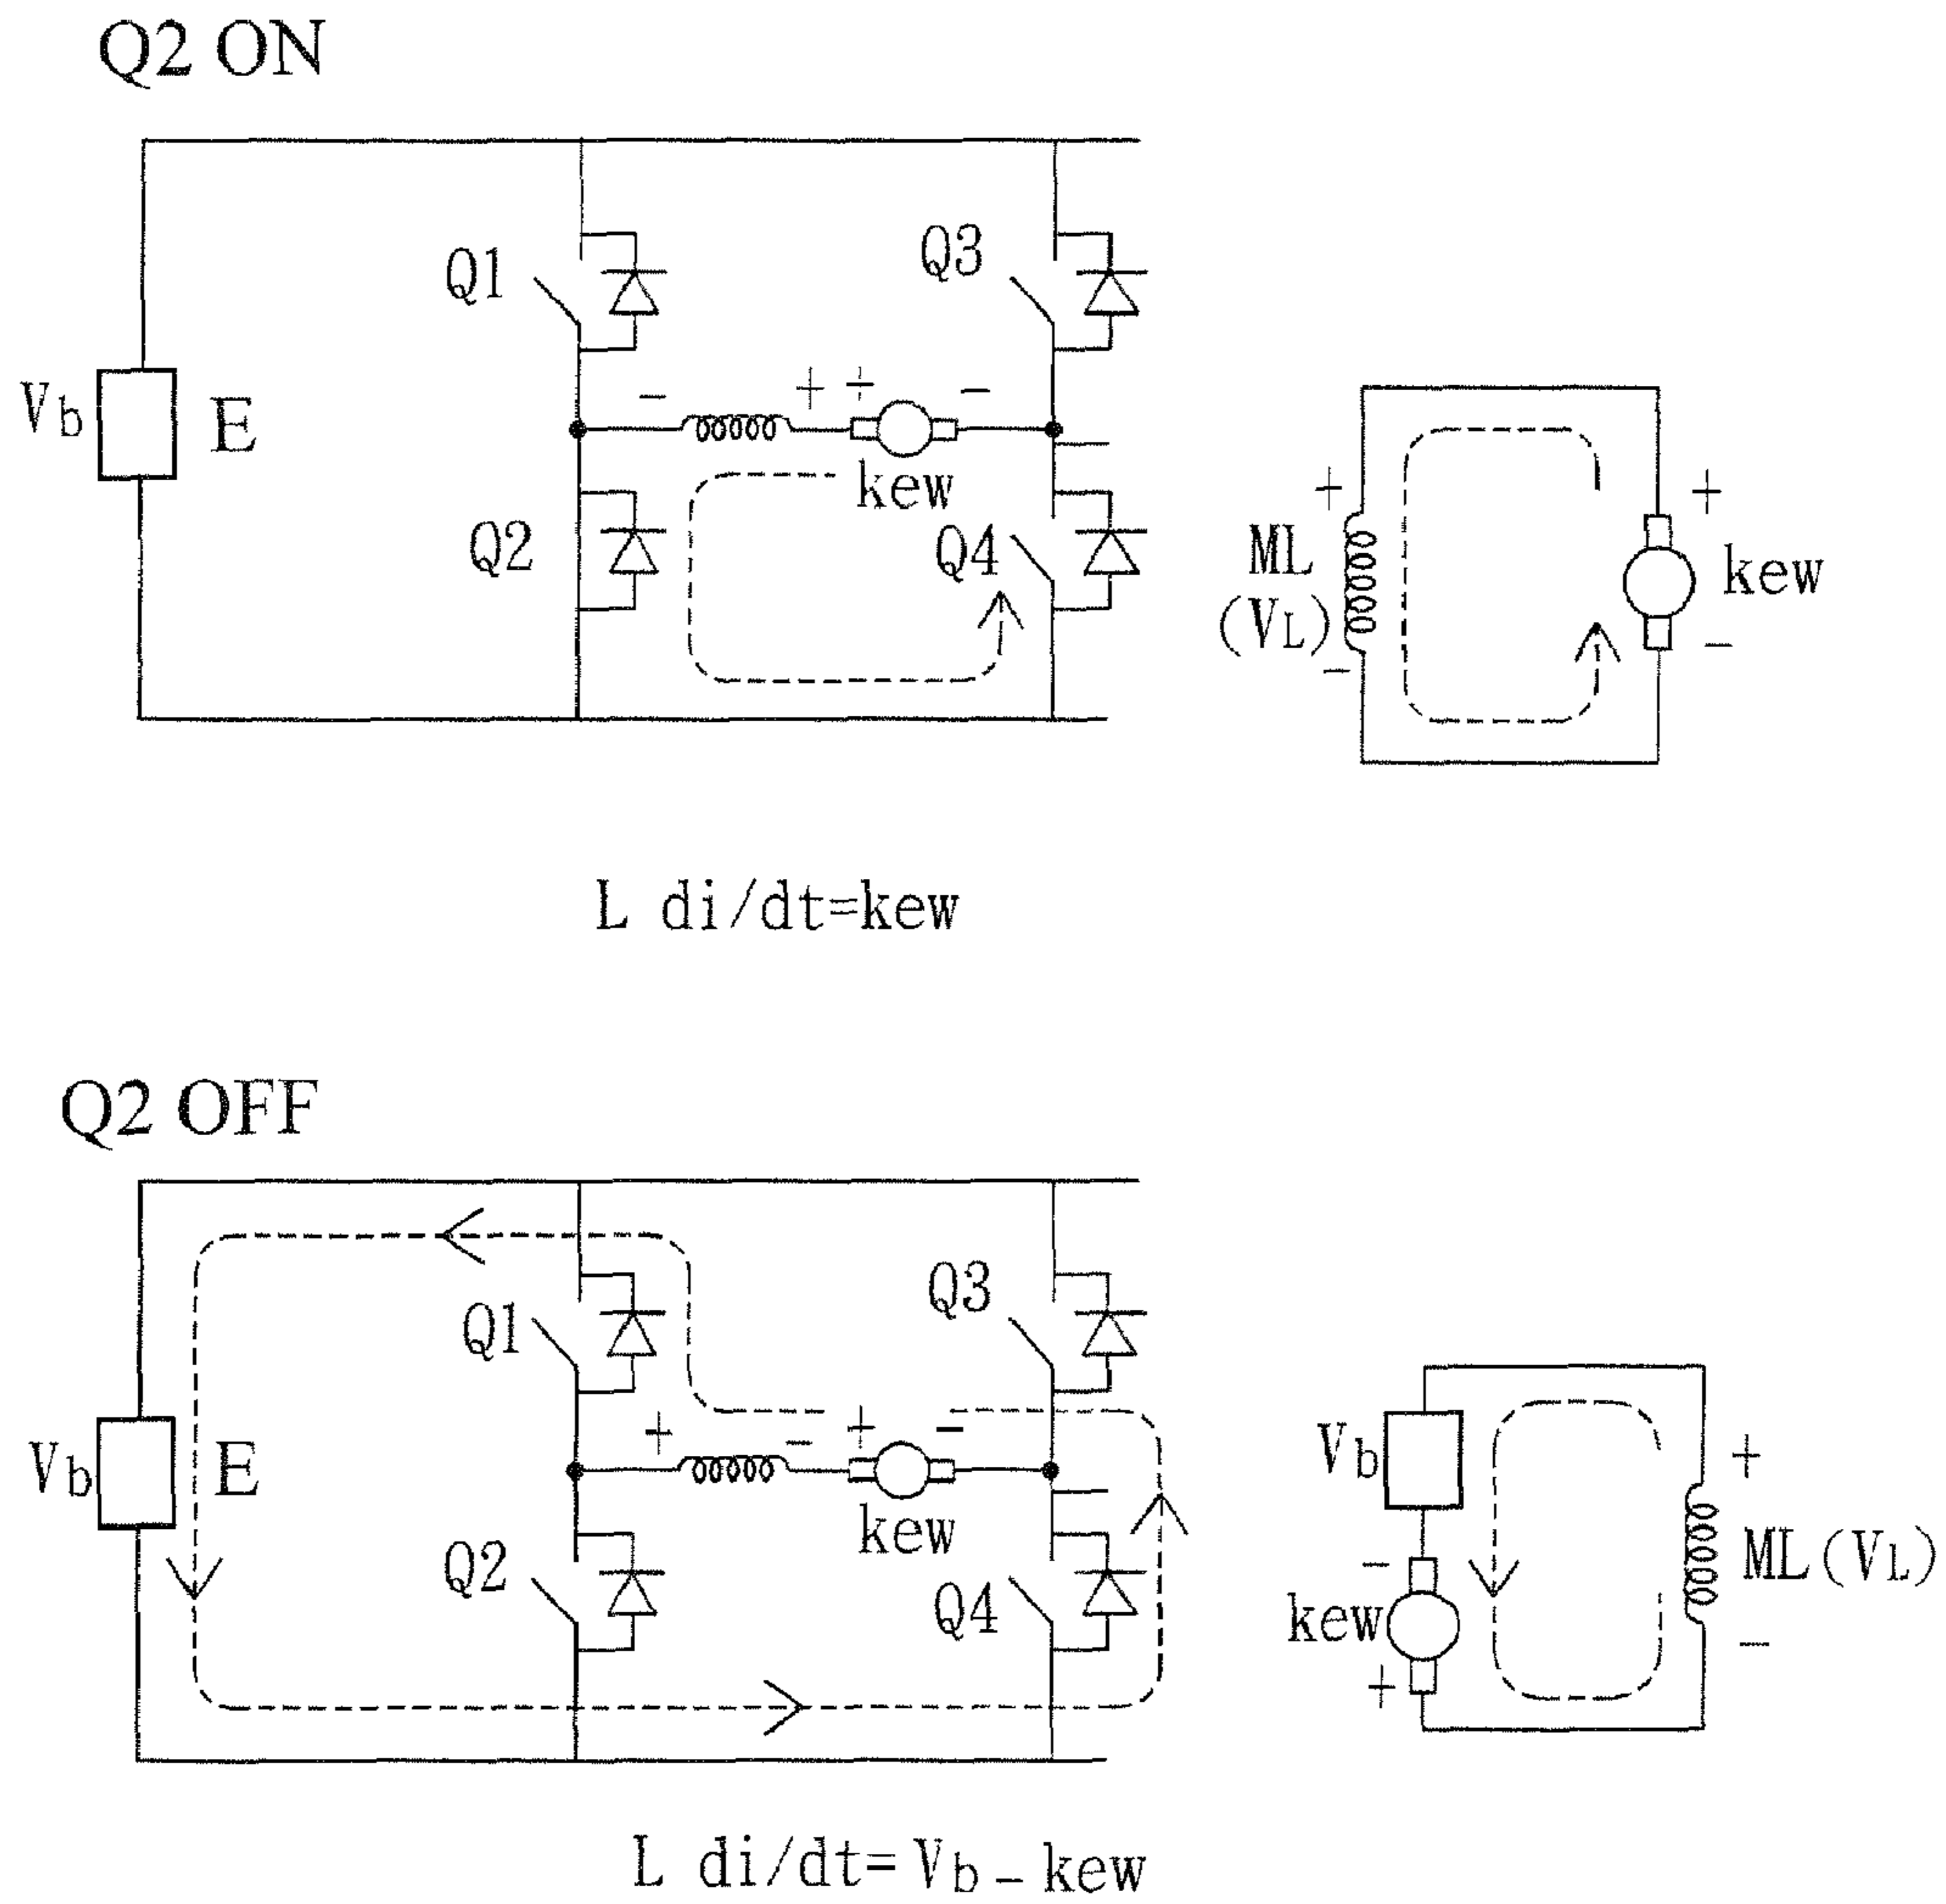 Q2 ON
Q1
Q3
Vb
E
- + + -
kew
Q2
Q4
+
+
ML
(VL)
kew
-
-
L di/dt=kew
Q2 OFF
Q1
Q3
Vb
E
+ - + -
kew
Q2
Q4
Vb
+
-
ML(VL)
kew
-
+
L di/dt= Vb - kew